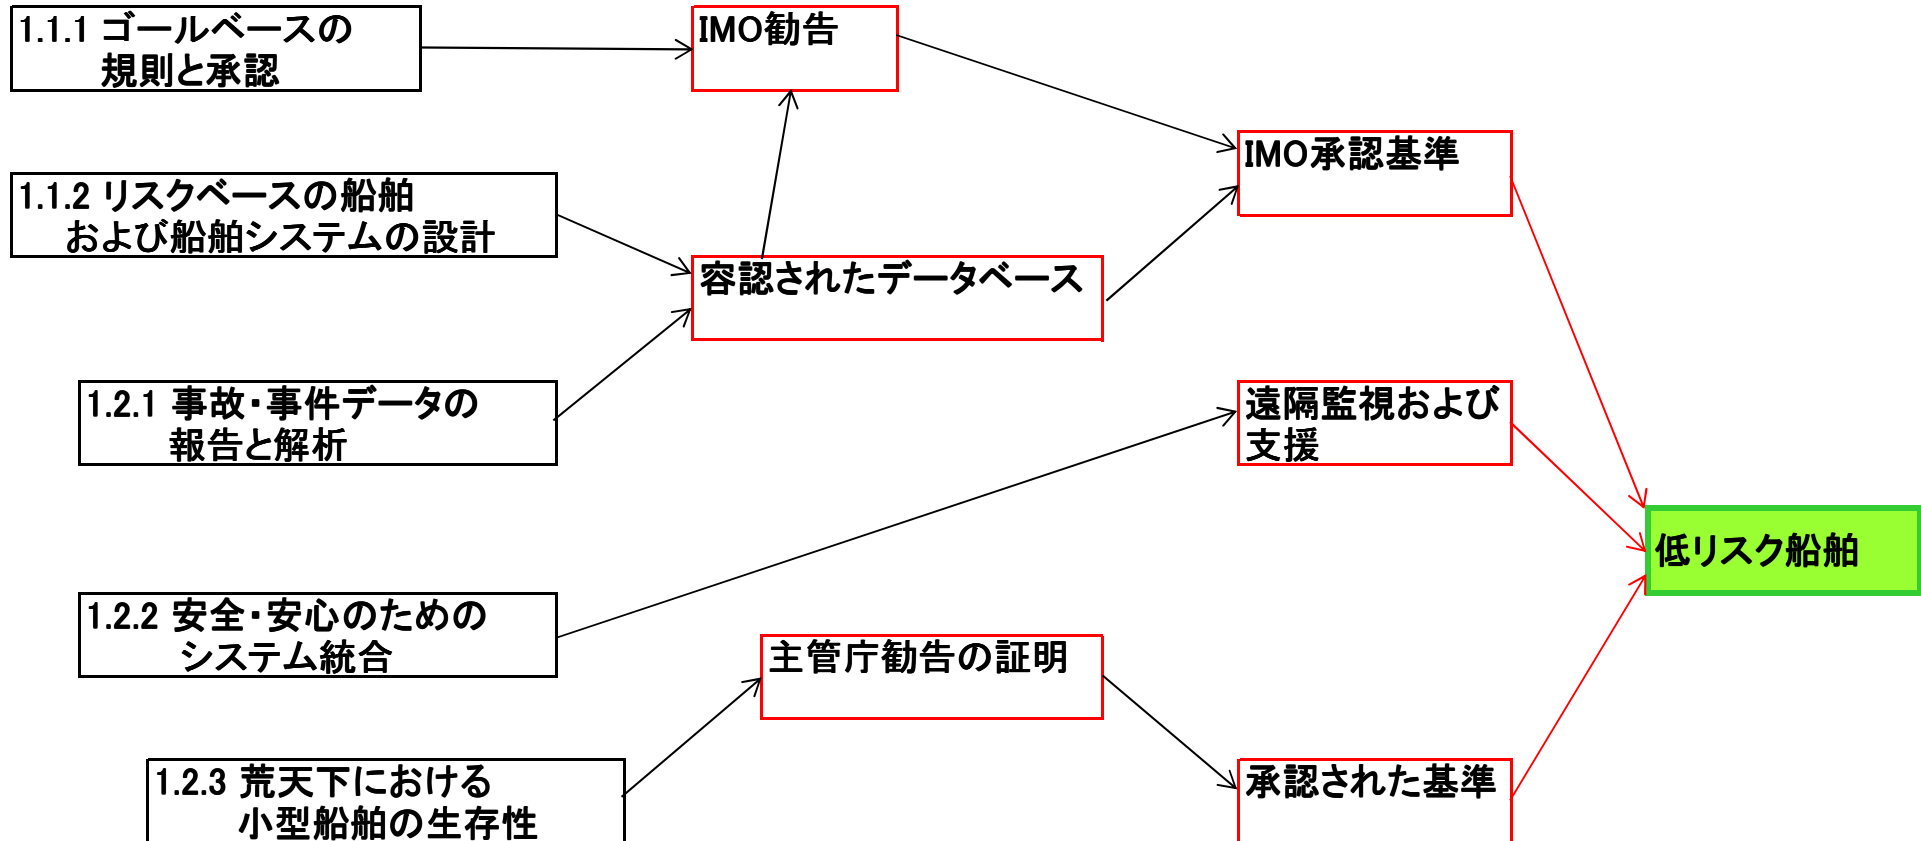 1.1.1 ゴールベースの
規則と承認
IMO勧告
IMO承認基準
1.1.2 リスクベースの船舶
および船舶システムの設計
容認されたデータベース
1.2.1 事故・事件データの
報告と解析
遠隔監視および
支援
低リスク船舶
1.2.2 安全・安心のための
システム統合
主管庁勧告の証明
1.2.3 荒天下における
小型船舶の生存性
承認された基準